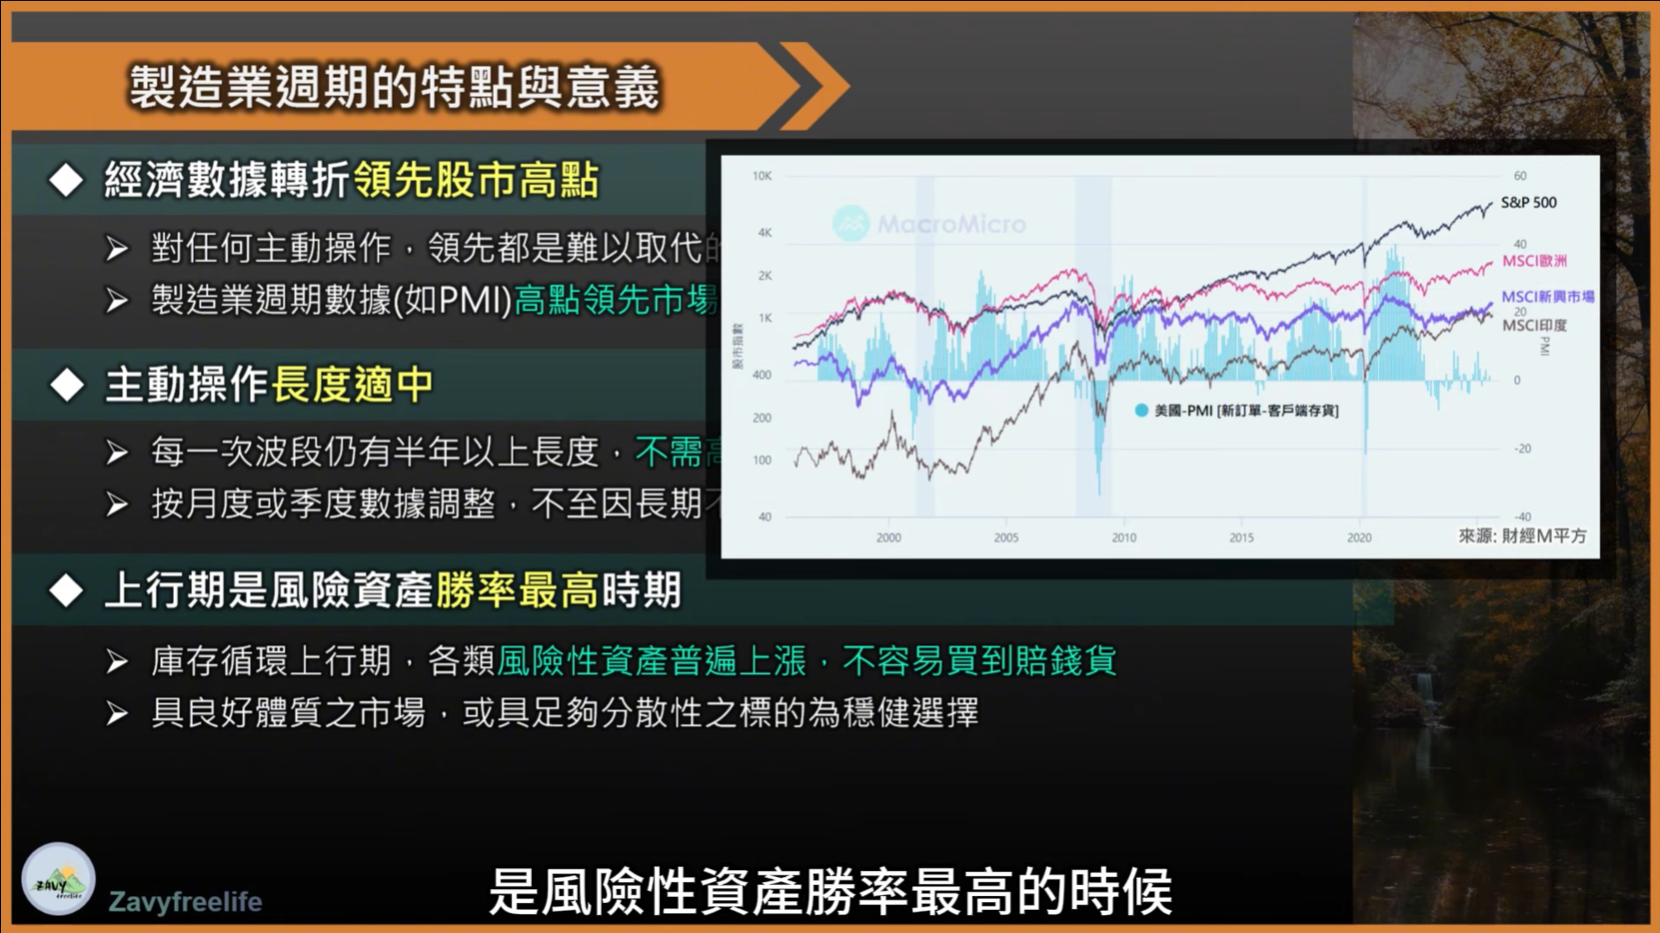 製造業週期的特點與意義
經濟數據轉折領先股市高點
對任何主動操作，領先都是難以取代的
製造業週期數據(如PMI)高點領先市場
主動操作長度適中
每一次波段仍有半年以上長度，不需高
按月度或季度數據調整，不至因長期不
上行期是風險資產勝率最高時期
庫存循環上行期，各類風險性資產普遍上漲，不容易買到賠錢貨
具良好體質之市場，或具足夠分散性之標的為穩健選擇
MacroMicro
10K
4K
2K
1K
400
200
100
40
股市指數
60
40
20
0
-20
-40
PMI
S&P 500
MSCI歐洲
MSCI新興市場
MSCI印度
美國-PMI [新訂單-客戶端存貨]
2000
2005
2010
2015
2020
來源: 財經M平方
ZAVY
freelife
Zavyfreelife
是風險性資產勝率最高的時候